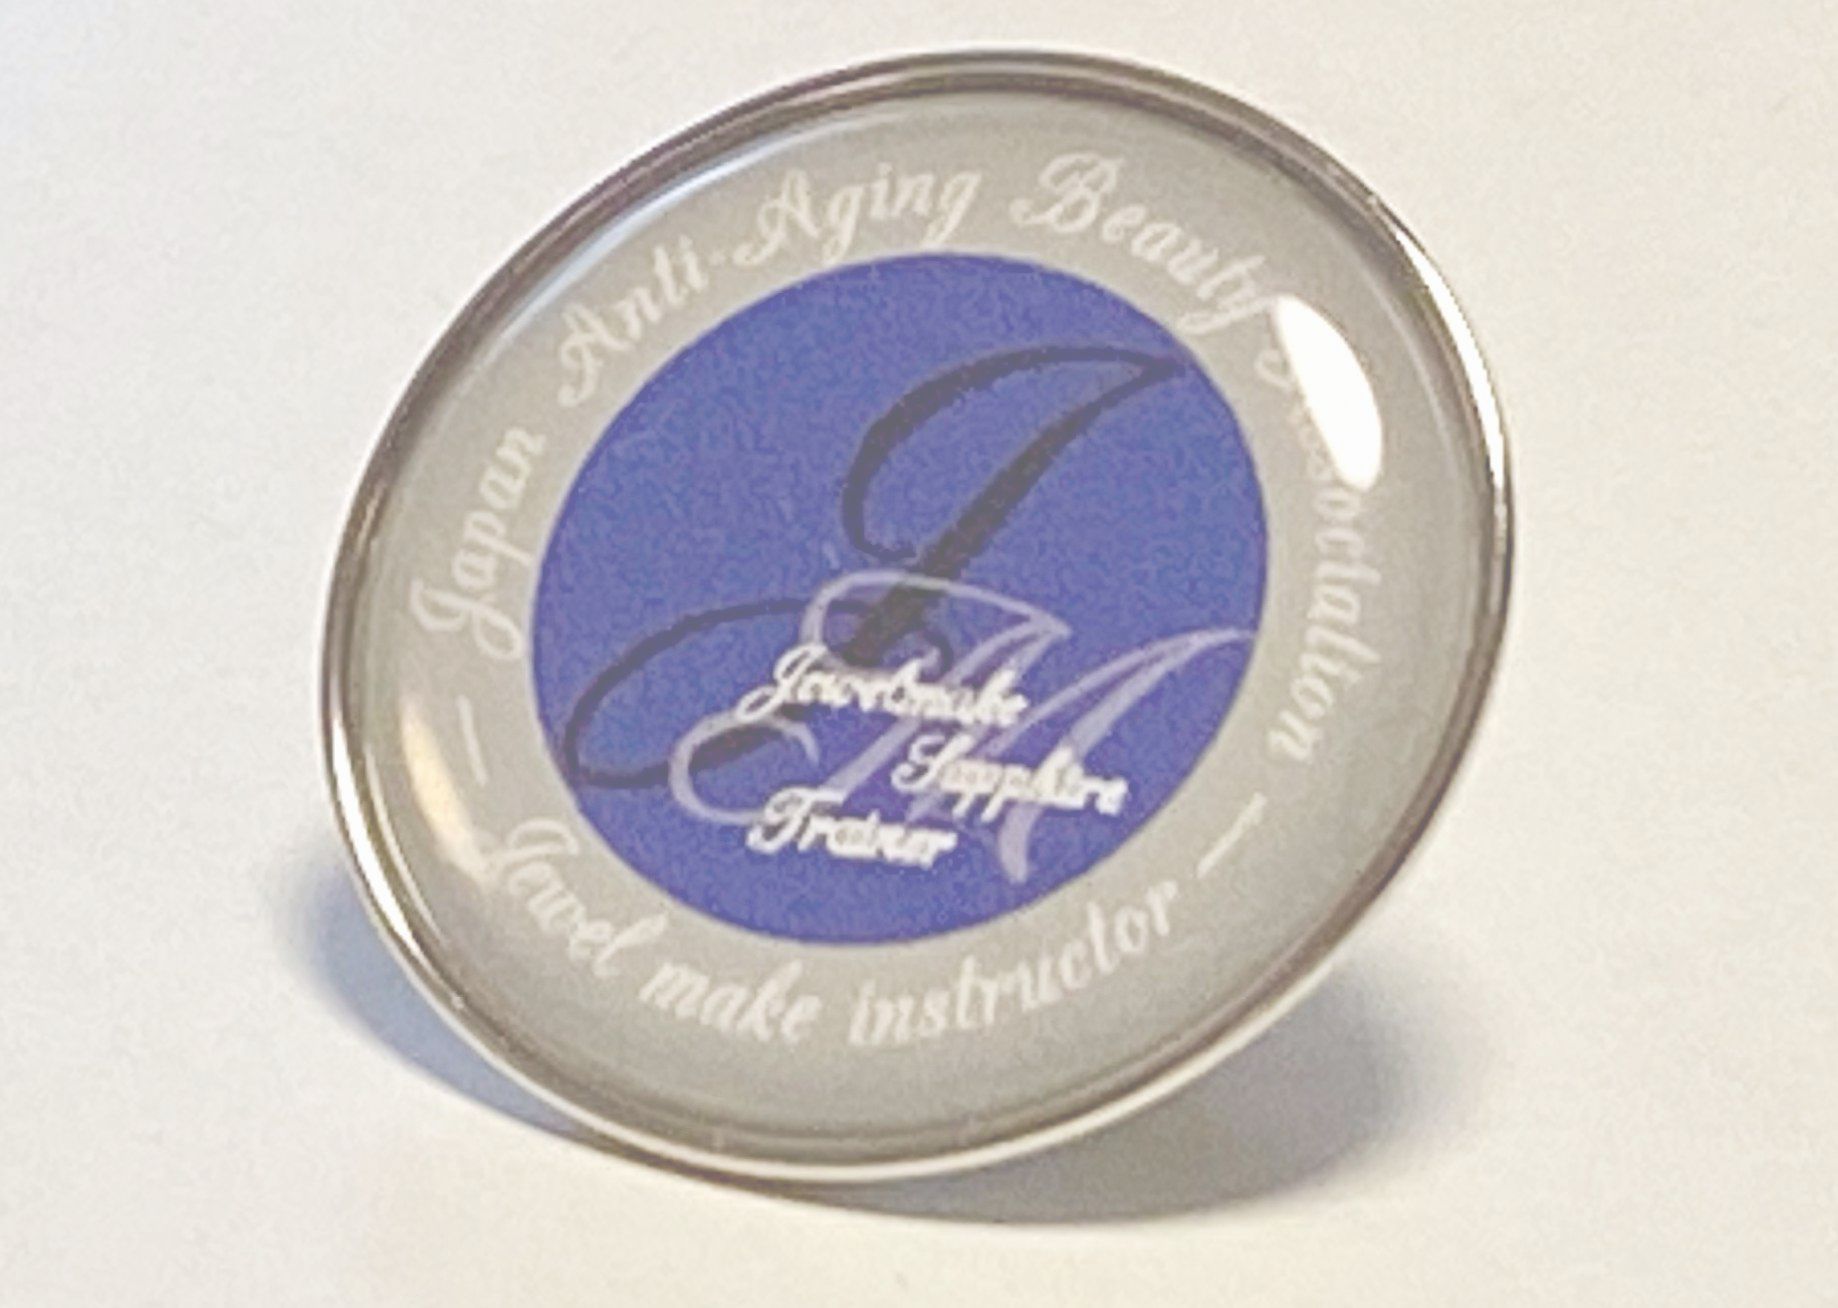 Japan Anti-Aging Beauty Association
J
M
Jewelmake
Sapphire
Trainer
Jewel make instructor